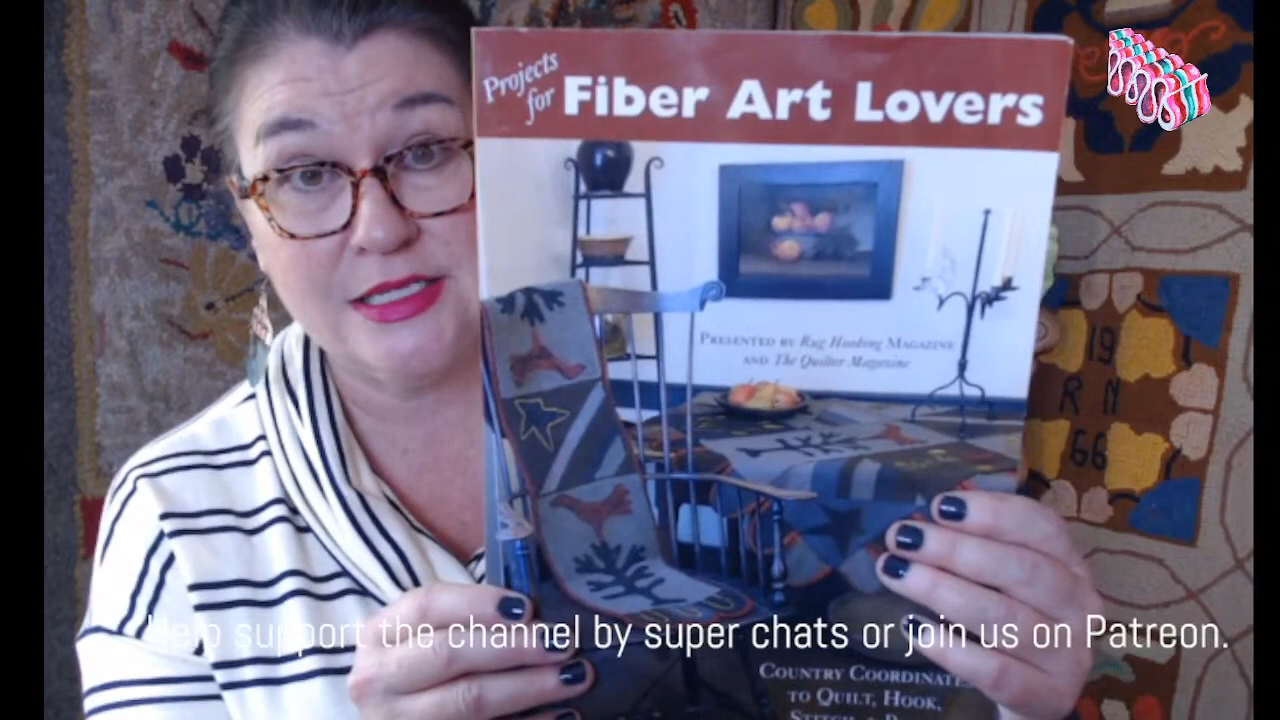 Projects
for
Fiber Art Lovers
PRESENTED BY Rug Hooking MAGAZINE
AND The Quilter Magazine
19
R N
66
Help support the channel by super chats or join us on Patreon.
COUNTRY COORDINATES
TO QUILT, HOOK,